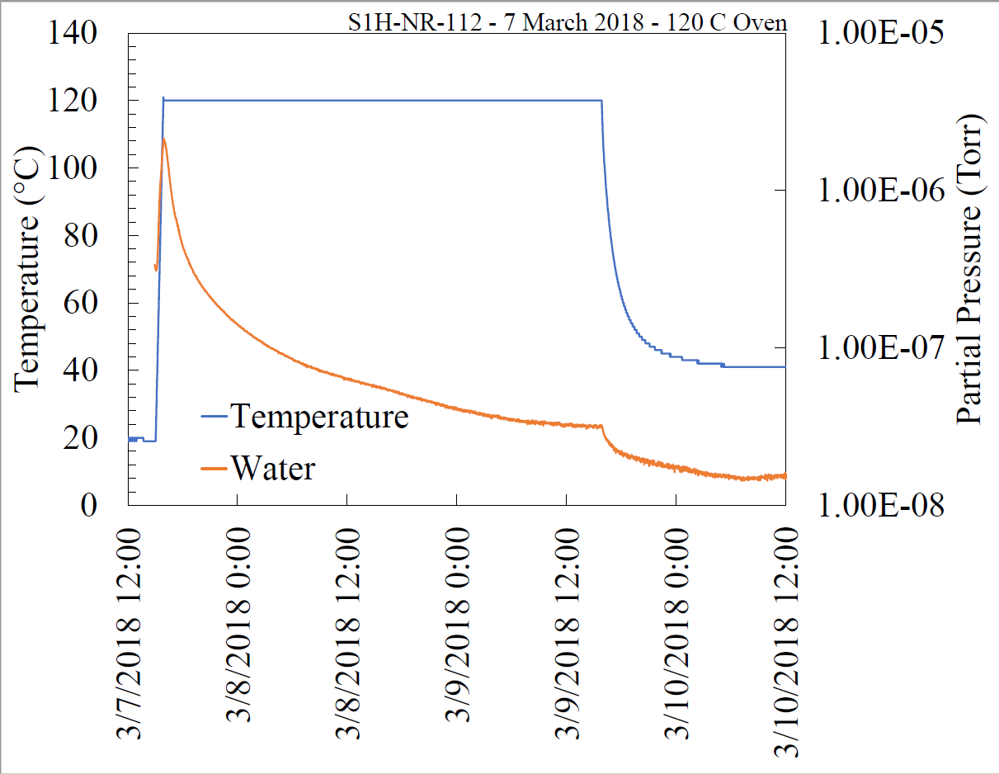 S1H-NR-112 - 7 March 2018 - 120 C Oven
140
120
100
80
60
40
20
0
Temperature (°C)
1.00E-05
1.00E-06
1.00E-07
1.00E-08
Partial Pressure (Torr)
Temperature
Water
3/7/2018 12:00
3/8/2018 0:00
3/8/2018 12:00
3/9/2018 0:00
3/9/2018 12:00
3/10/2018 0:00
3/10/2018 12:00